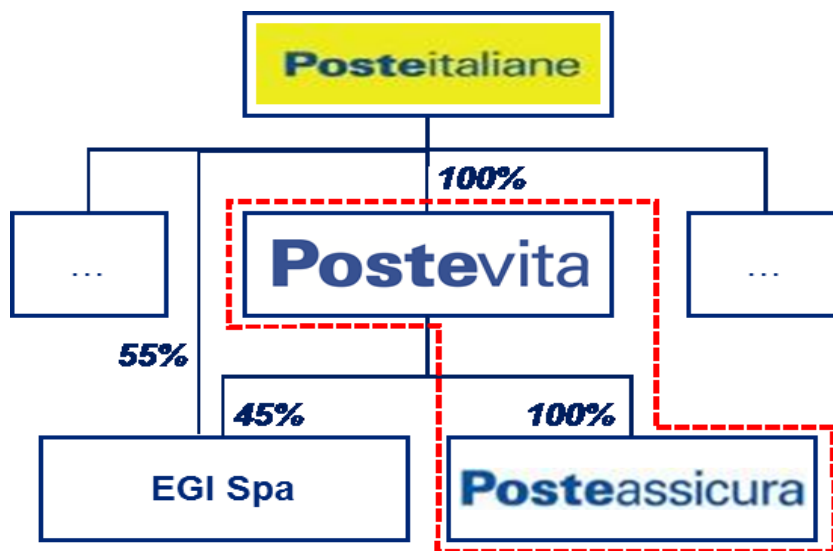 Posteitaliane
100%
...
Postevita
...
55%
45%
100%
EGI Spa
Posteassicura